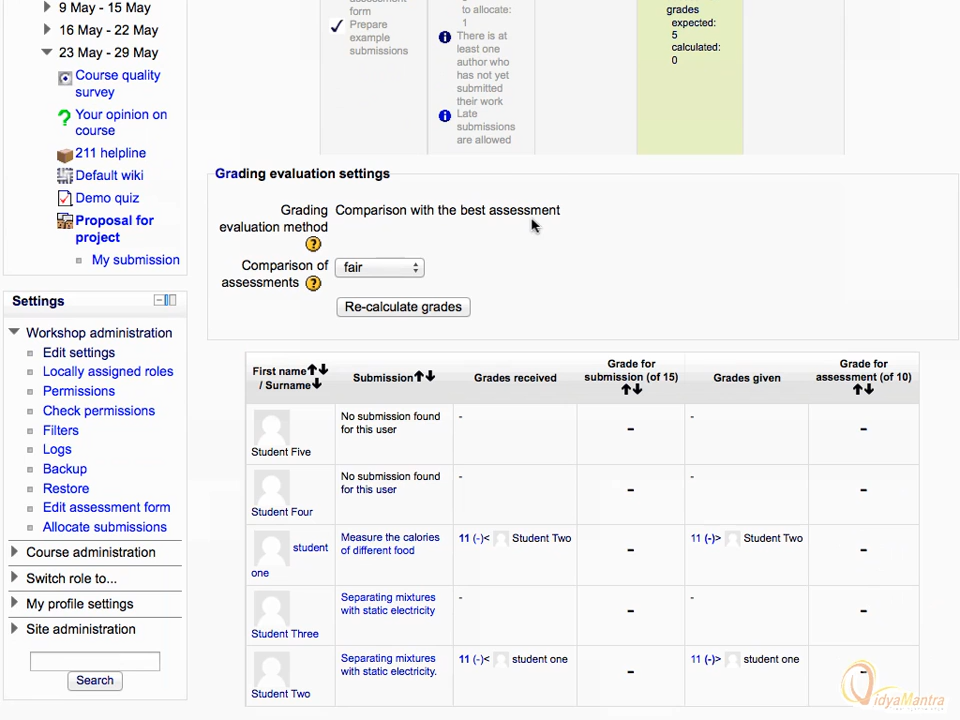 9 May - 15 May
16 May - 22 May
23 May - 29 May
Course quality
survey
Your opinion on
course
211 helpline
Default wiki
Demo quiz
Proposal for
project
My submission
Settings
Workshop administration
Edit settings
Locally assigned roles
Permissions
Check permissions
Filters
Logs
Backup
Restore
Edit assessment form
Allocate submissions
Course administration
Switch role to...
My profile settings
Site administration
Search
form
Prepare
example
submissions
to allocate:
1
There is at
least one
author who
has not yet
submitted
their work
Late
submissions
are allowed
grades
expected:
5
calculated:
0
Grading evaluation settings
Grading
evaluation method
Comparison with the best assessment
Comparison of
assessments
fair
Re-calculate grades
First name
/ Surname
Submission
Grades received
Grade for
submission (of 15)
Grades given
Grade for
assessment (of 10)
Student Five
No submission found
for this user
-
-
-
-
Student Four
No submission found
for this user
-
-
-
-
student
one
Measure the calories
of different food
11 (-)< Student Two
-
11 (-)> Student Two
-
Student Three
Separating mixtures
with static electricity
-
-
-
-
Student Two
Separating mixtures
with static electricity.
11 (-)< student one
-
11 (-)> student one
-
VidyaMantra